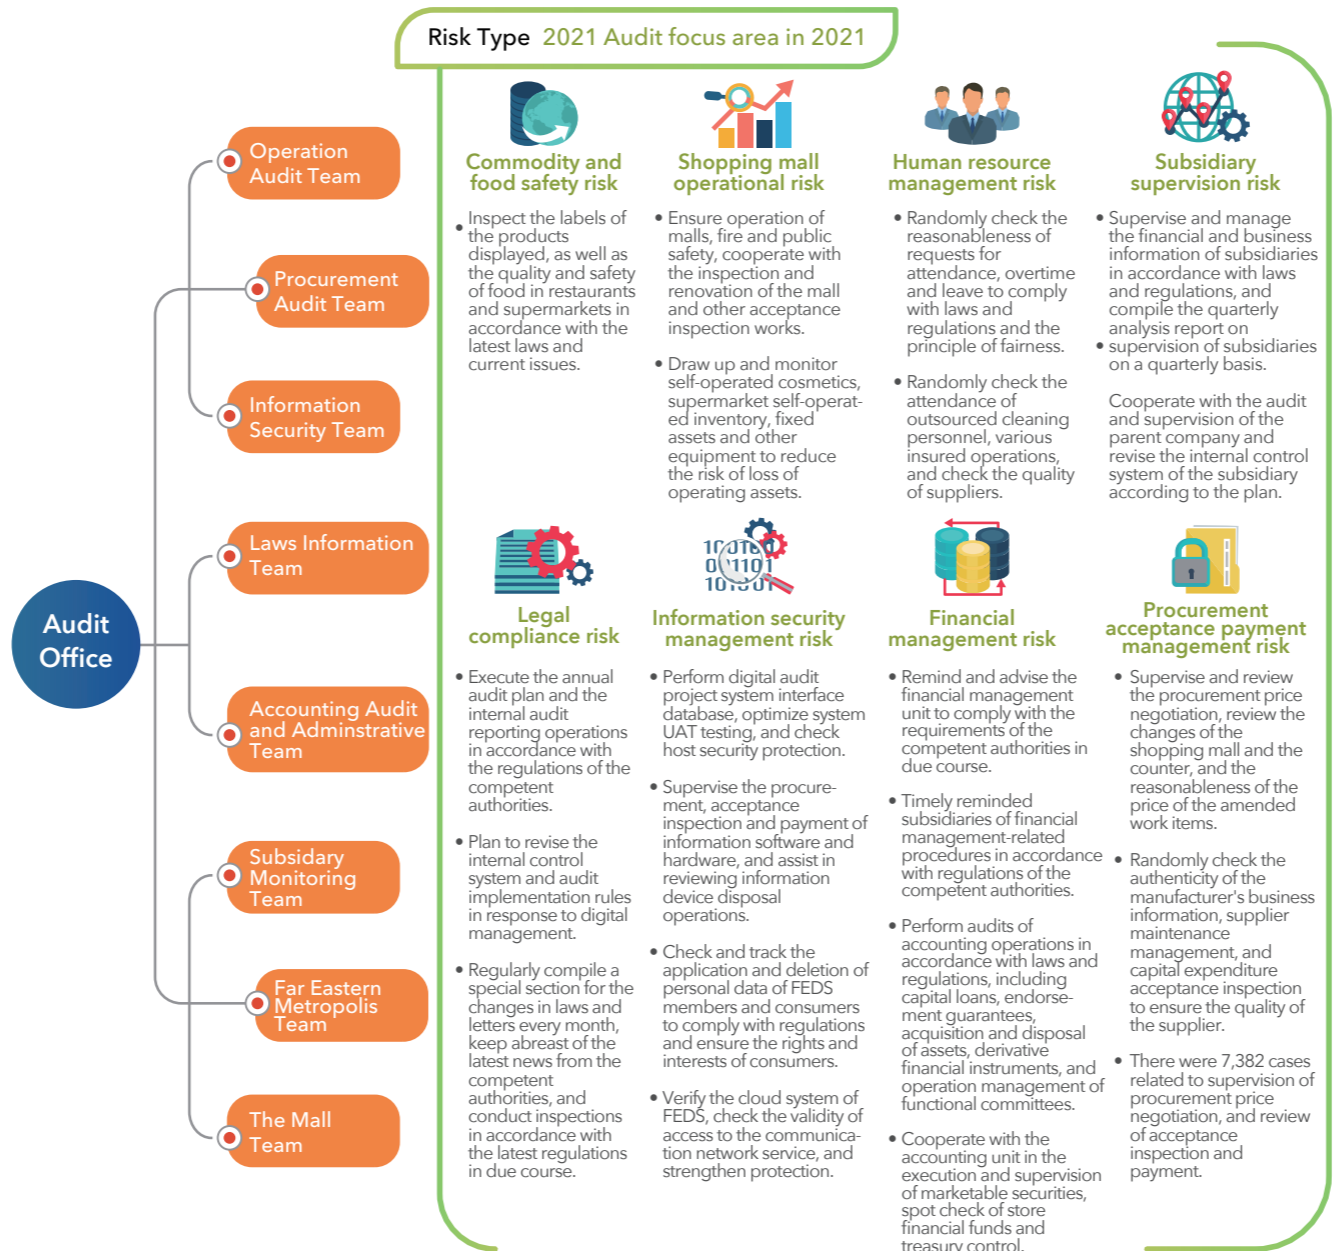 Risk Type 2021 Audit focus area in 2021
Audit
Office
Operation
Audit Team
Procurement
Audit Team
Information
Security Team
Laws Information
Team
Accounting Audit
and Adminstrative
Team
Subsidary
Monitoring
Team
Far Eastern
Metropolis
Team
The Mall
Team
Commodity and
food safety risk
• Inspect the labels of
the products
displayed, as well as
the quality and safety
of food in restaurants
and supermarkets in
accordance with the
latest laws and
current issues.
Shopping mall
operational risk
• Ensure operation of
malls, fire and public
safety, cooperate with
the inspection and
renovation of the mall
and other acceptance
inspection works.
• Draw up and monitor
self-operated cosmetics,
supermarket self-operat-
ed inventory, fixed
assets and other
equipment to reduce
the risk of loss of
operating assets.
Human resource
management risk
• Randomly check the
reasonableness of
requests for
attendance, overtime
and leave to comply
with laws and
regulations and the
principle of fairness.
• Randomly check the
attendance of
outsourced cleaning
personnel, various
insured operations,
and check the quality
of suppliers.
Subsidiary
supervision risk
• Supervise and manage
the financial and business
information of subsidiaries
in accordance with laws
and regulations, and
compile the quarterly
analysis report on
• supervision of subsidiaries
on a quarterly basis.
Cooperate with the audit
and supervision of the
parent company and
revise the internal control
system of the subsidiary
according to the plan.
Legal
compliance risk
• Execute the annual
audit plan and the
internal audit
reporting operations
in accordance with
the regulations of the
competent
authorities.
• Plan to revise the
internal control
system and audit
implementation rules
in response to digital
management.
• Regularly compile a
special section for the
changes in laws and
letters every month,
keep abreast of the
latest news from the
competent
authorities, and
conduct inspections
in accordance with
the latest regulations
in due course.
Information security
management risk
• Perform digital audit
project system interface
database, optimize system
UAT testing, and check
host security protection.
• Supervise the procure-
ment, acceptance
inspection and payment of
information software and
hardware, and assist in
reviewing information
device disposal
operations.
• Check and track the
application and deletion of
personal data of FEDS
members and consumers
to comply with regulations
and ensure the rights and
interests of consumers.
• Verify the cloud system of
FEDS, check the validity of
access to the communica-
tion network service, and
strengthen protection.
Financial
management risk
• Remind and advise the
financial management
unit to comply with the
requirements of the
competent authorities in
due course.
• Timely reminded
subsidiaries of financial
management-related
procedures in accordance
with regulations of the
competent authorities.
• Perform audits of
accounting operations in
accordance with laws and
regulations, including
capital loans, endorse-
ment guarantees,
acquisition and disposal
of assets, derivative
financial instruments, and
operation management of
functional committees.
• Cooperate with the
accounting unit in the
execution and supervision
of marketable securities,
spot check of store
financial funds and
treasury control.
Procurement
acceptance payment
management risk
• Supervise and review
the procurement price
negotiation, review the
changes of the
shopping mall and the
counter, and the
reasonableness of the
price of the amended
work items.
• Randomly check the
authenticity of the
manufacturer's business
information, supplier
maintenance
management, and
capital expenditure
acceptance inspection
to ensure the quality of
the supplier.
• There were 7,382 cases
related to supervision of
procurement price
negotiation, and review
of acceptance
inspection and
payment.